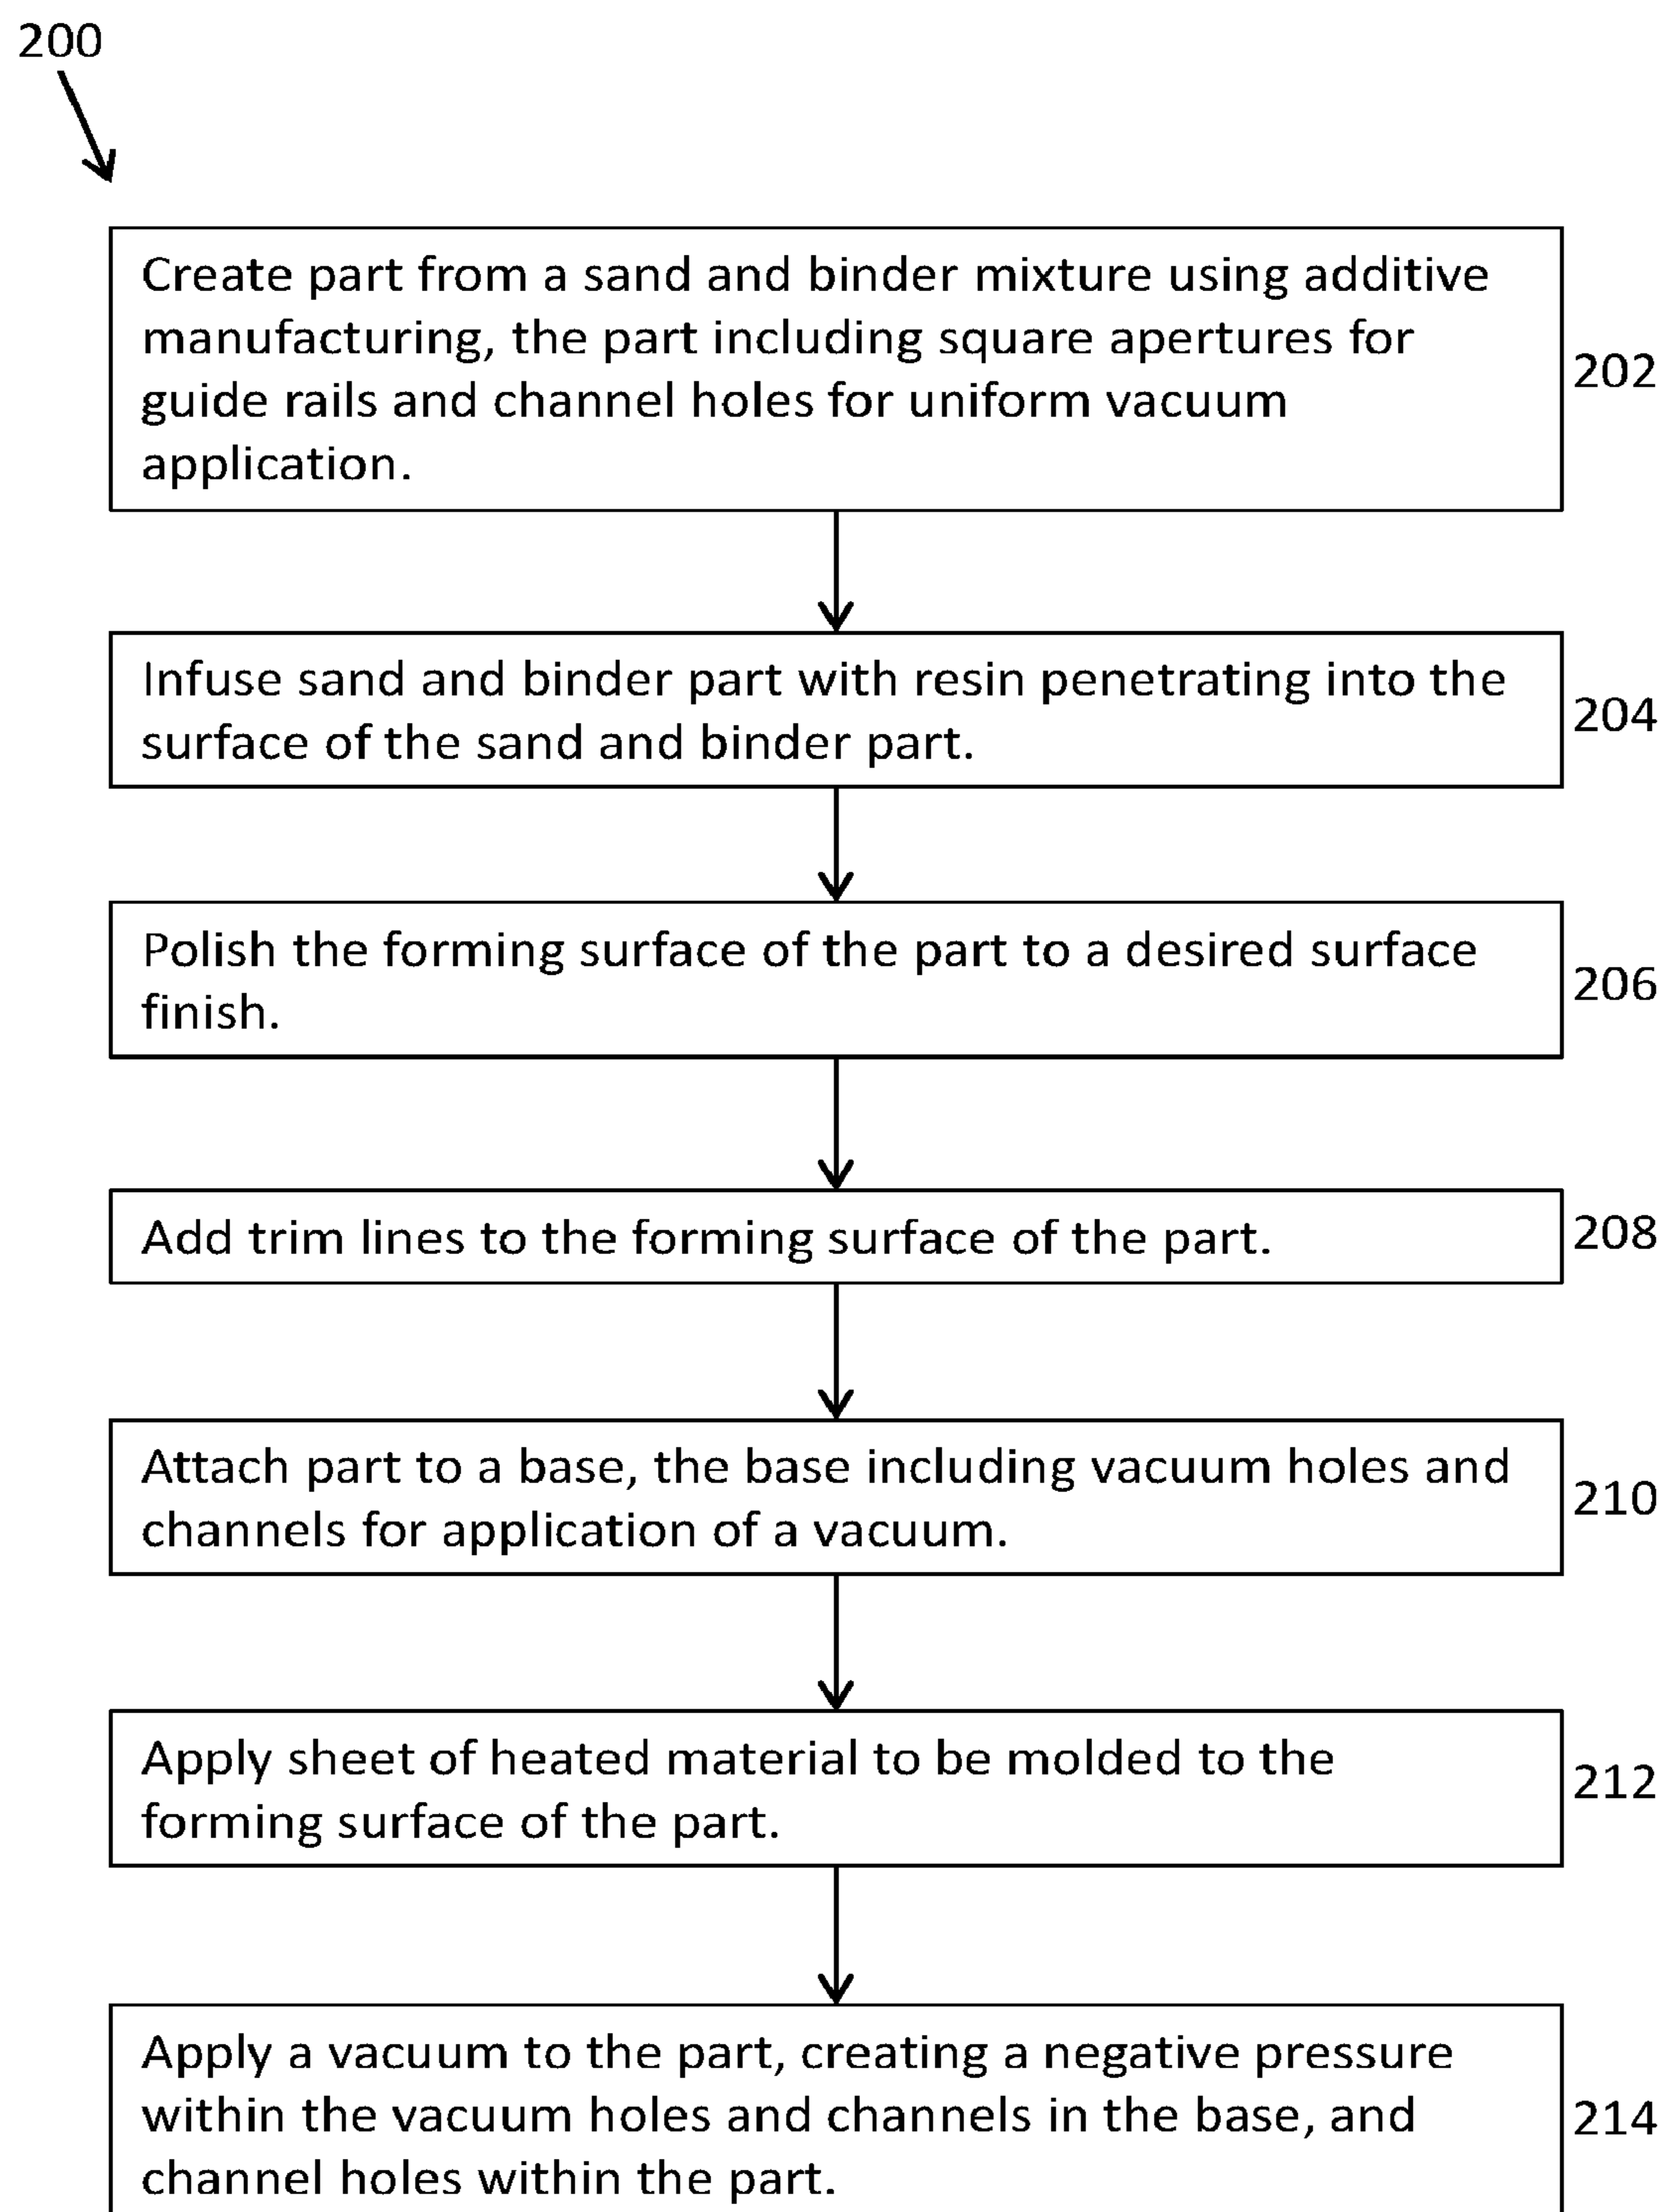 200
Create part from a sand and binder mixture using additive
manufacturing, the part including square apertures for
guide rails and channel holes for uniform vacuum
application.
202
Infuse sand and binder part with resin penetrating into the
surface of the sand and binder part.
204
Polish the forming surface of the part to a desired surface
finish.
206
Add trim lines to the forming surface of the part.
208
Attach part to a base, the base including vacuum holes and
channels for application of a vacuum.
210
Apply sheet of heated material to be molded to the
forming surface of the part.
212
Apply a vacuum to the part, creating a negative pressure
within the vacuum holes and channels in the base, and
channel holes within the part.
214